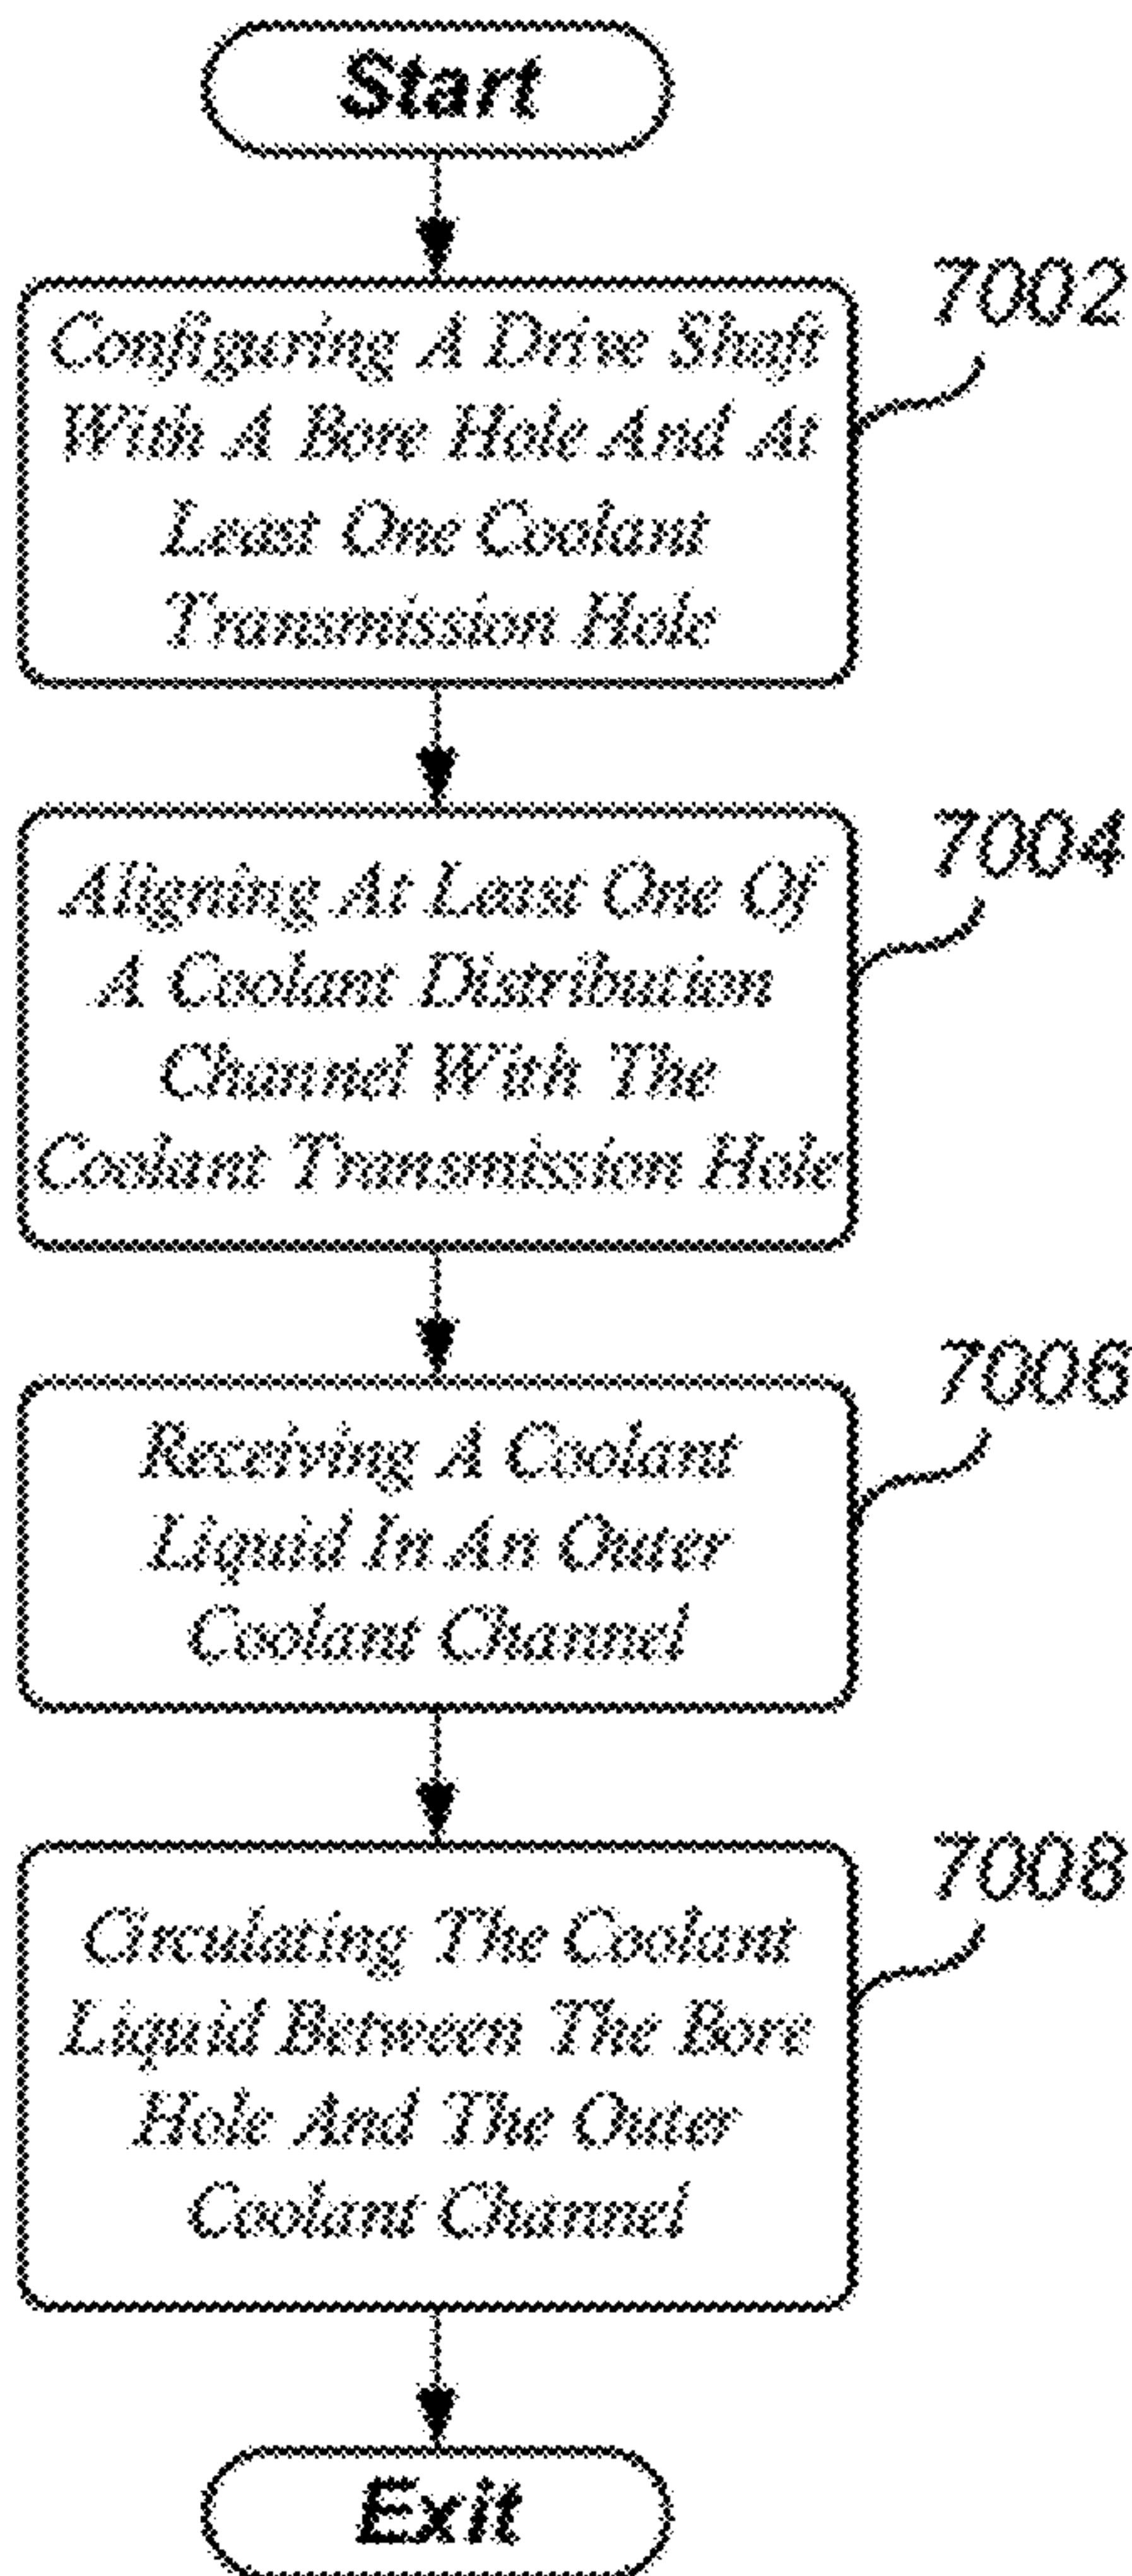 Start
7002
Configuring A Drive Shaft
With A Bore Hole And At
Least One Coolant
Transmission Hole
7004
Aligning At Least One Of
A Coolant Distribution
Channel With The
Coolant Transmission Hole
7006
Receiving A Coolant
Liquid In An Outer
Coolant Channel
7008
Circulating The Coolant
Liquid Between The Bore
Hole And The Outer
Coolant Channel
Exit